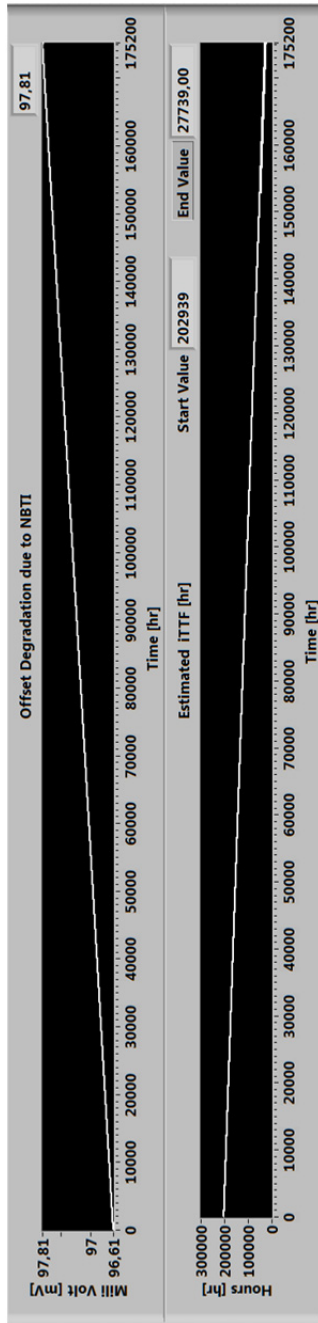 Offset Degradation due to NBTI
97,81
Milli Volt [mV]
97,81
97
96,61
0 10000 20000 30000 40000 50000 60000 70000 80000 90000 100000 110000 120000 130000 140000 150000 160000 175200
Time [hr]
Estimated iTTF [hr]
Start Value 202939
End Value 27739,00
Hours [hr]
300000
200000
100000
0
0 10000 20000 30000 40000 50000 60000 70000 80000 90000 100000 110000 120000 130000 140000 150000 160000 175200
Time [hr]